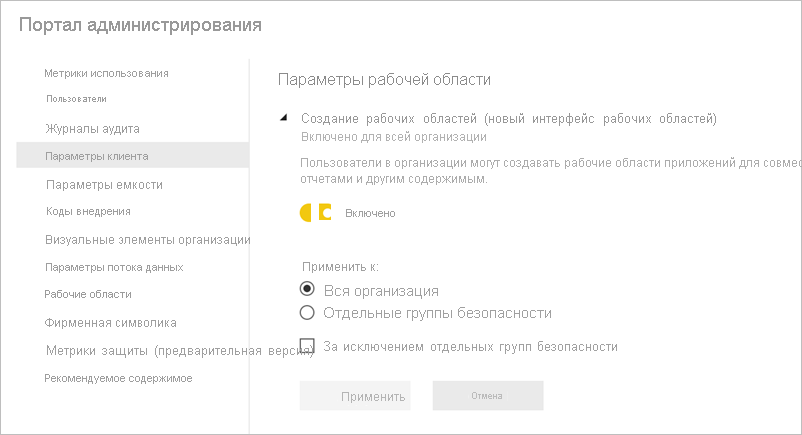 Портал администрирования
Метрики использования
Пользователи
Журналы аудита
Параметры клиента
Параметры емкости
Коды внедрения
Визуальные элементы организации
Параметры потока данных
Рабочие области
Фирменная символика
Метрики защиты (предварительная версия)
Рекомендуемое содержимое
Параметры рабочей области
Создание рабочих областей (новый интерфейс рабочих областей)
Включено для всей организации
Пользователи в организации могут создавать рабочие области приложений для совмес
отчетами и другим содержимым.
Включено
Применить к:
Вся организация
Отдельные группы безопасности
За исключением отдельных групп безопасности
Применить
Отмена